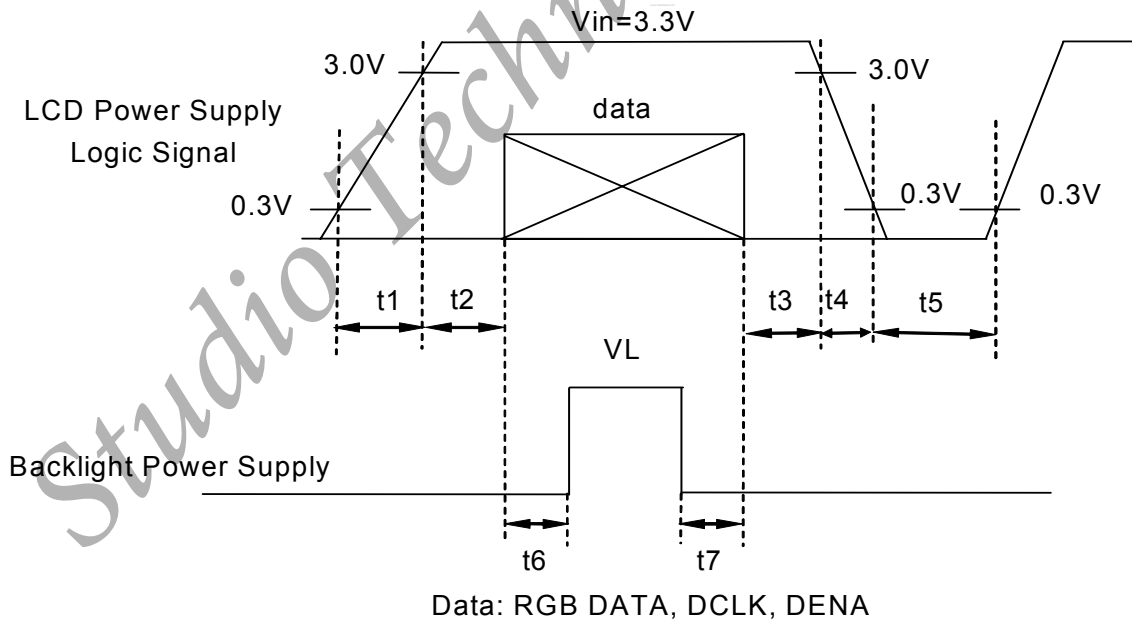 Vin=3.3V
3.0V
3.0V
LCD Power Supply
Logic Signal
data
0.3V
0.3V
0.3V
t1
t2
t3
t4
t5
VL
Backlight Power Supply
t6
t7
Data: RGB DATA, DCLK, DENA
Studio Techn